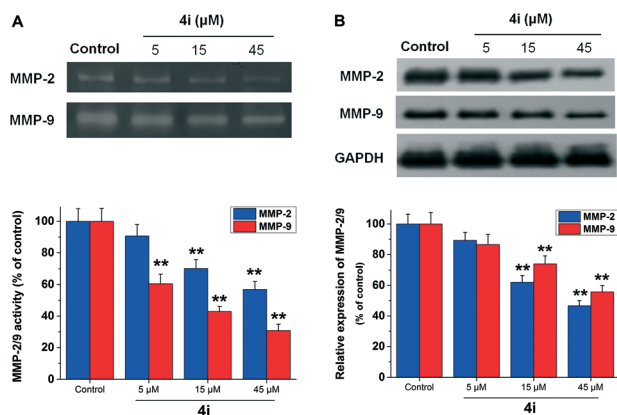 A
4i (µM)
Control 5 15 45
MMP-2
MMP-9
MMP-2/9 activity (% of control)
100
80
60
40
20
0
MMP-2
MMP-9
** ** ** ** **
Control 5 µM 15 µM 45 µM
4i
B
4i (µM)
Control 5 15 45
MMP-2
MMP-9
GAPDH
Relative expression of MMP-2/9
(% of control)
100
80
60
40
20
0
MMP-2
MMP-9
** ** ** **
Control 5 µM 15 µM 45 µM
4i